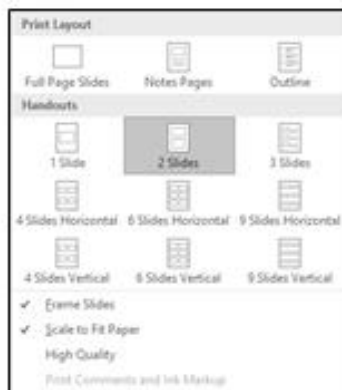 Print Layout
Full Page Slides Notes Pages Outline
Handouts
1 Slide 2 Slides 3 Slides
4 Slides Horizontal 6 Slides Horizontal 9 Slides Horizontal
4 Slides Vertical 6 Slides Vertical 9 Slides Vertical
Frame Slides
Scale to Fit Paper
High Quality
Print Comments and Ink Markup